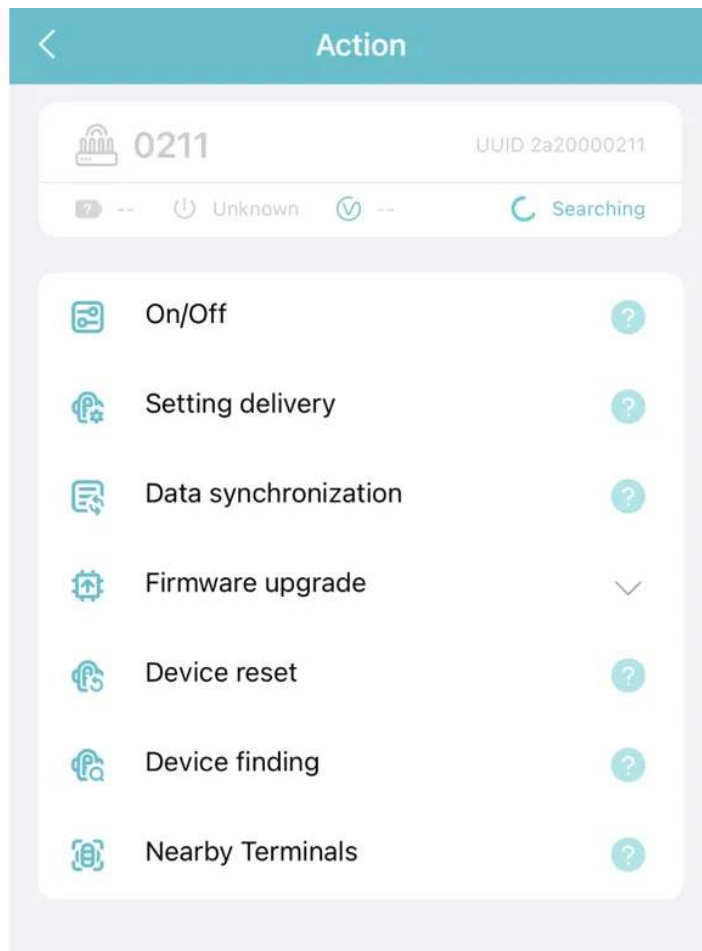 Action
0211 UUID 2a20000211
? -- Unknown -- Searching
On/Off ?
Setting delivery ?
Data synchronization ?
Firmware upgrade
Device reset ?
Device finding ?
Nearby Terminals ?